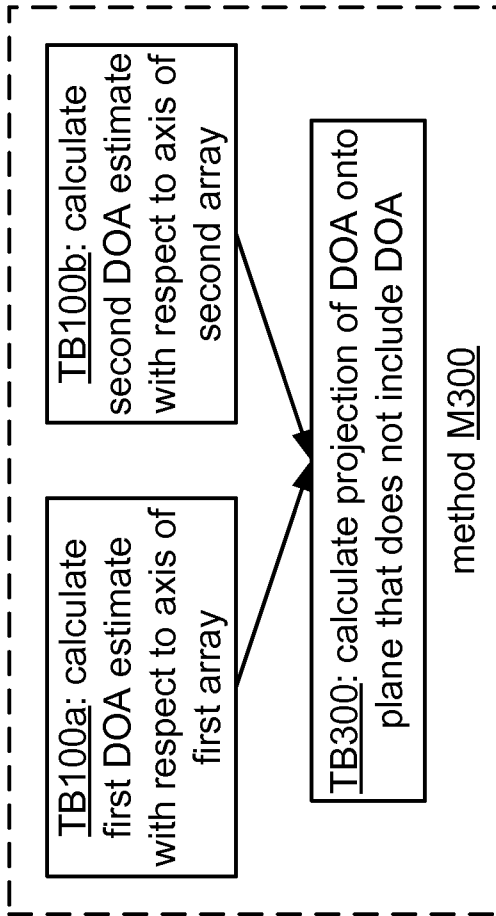 TB100a: calculate
first DOA estimate
with respect to axis of
first array
TB100b: calculate
second DOA estimate
with respect to axis of
second array
TB300: calculate projection of DOA onto
plane that does not include DOA
method M300